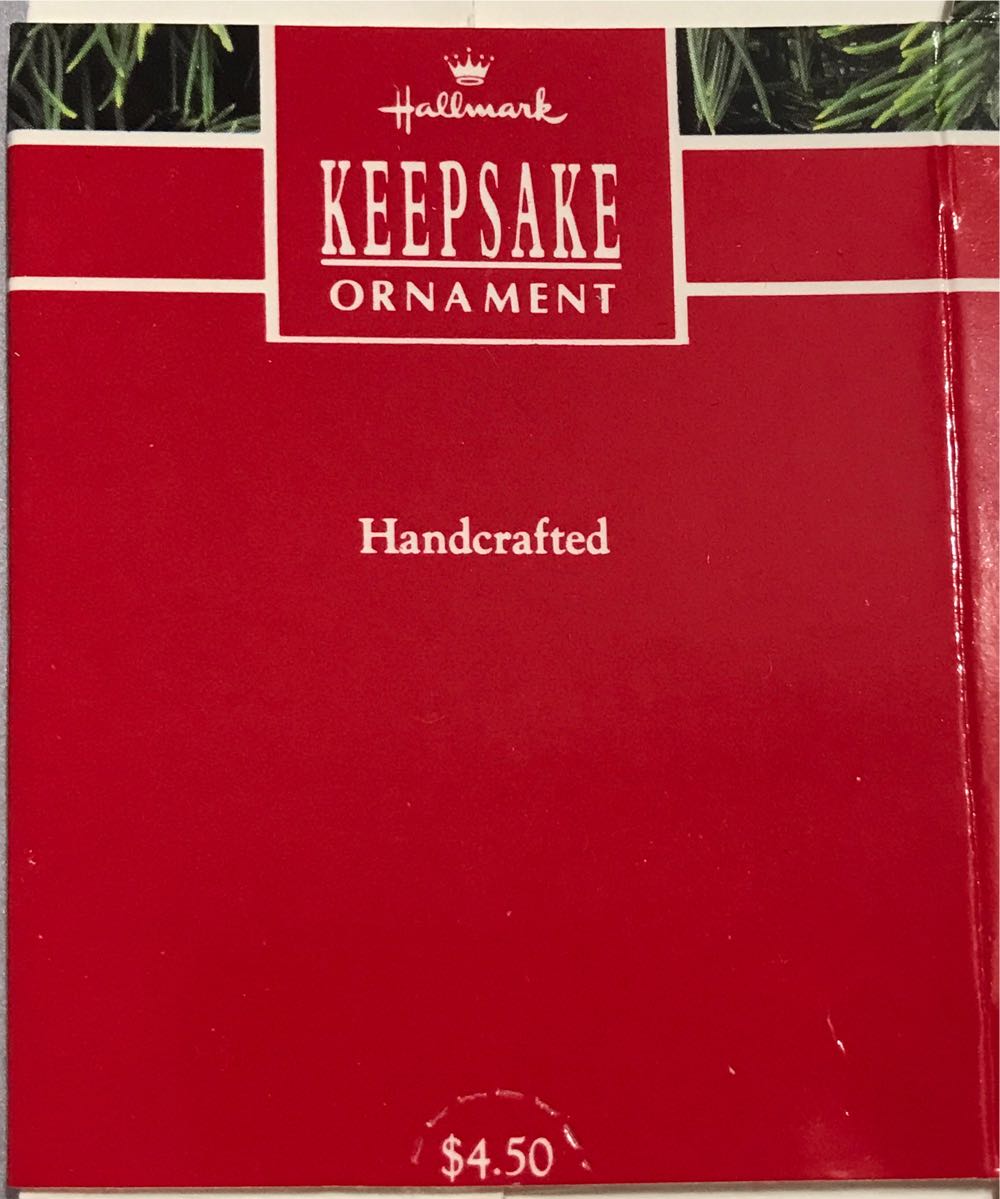 Hallmark
KEEPSAKE
ORNAMENT
Handcrafted
$4.50